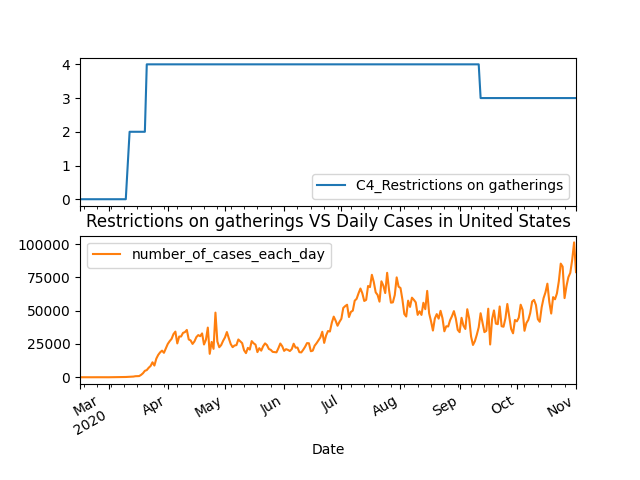 4
3
2
1
0
C4_Restrictions on gatherings
Restrictions on gatherings VS Daily Cases in United States
100000
75000
50000
25000
0
number_of_cases_each_day
Mar
2020
Apr
May
Jun
Jul
Aug
Sep
Oct
Nov
Date